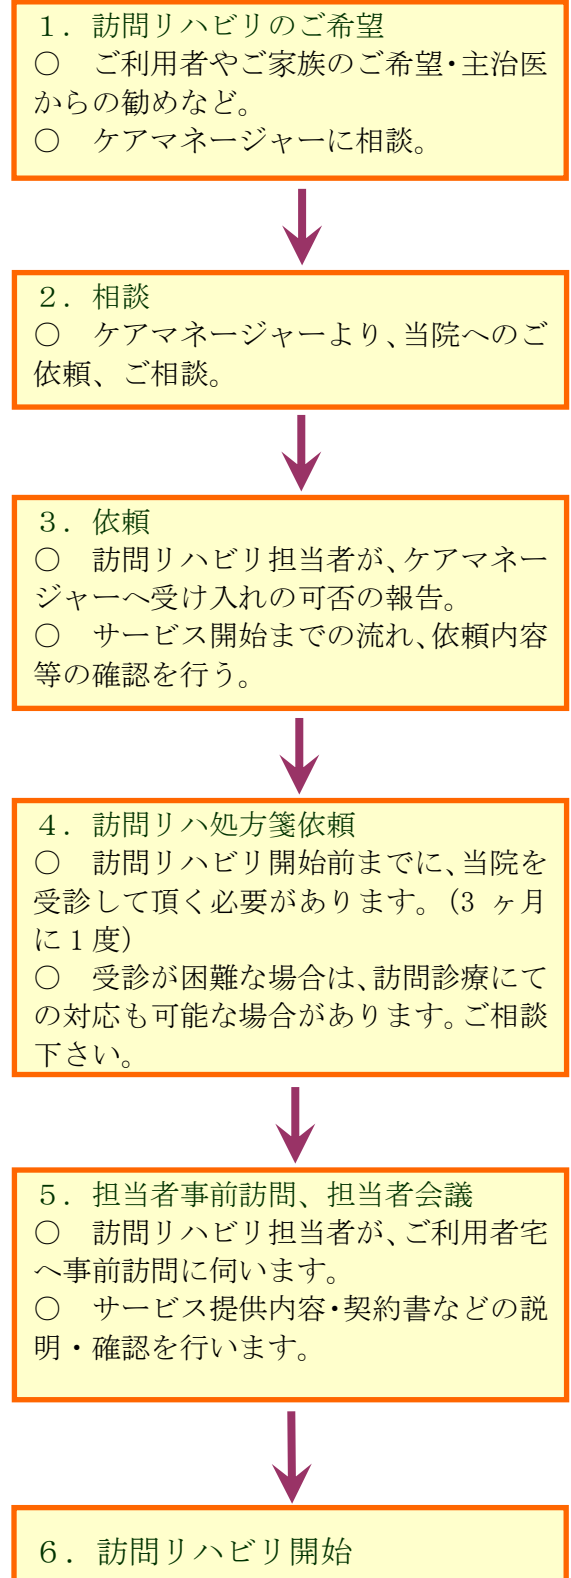 １．訪問リハビリのご希望
○　ご利用者やご家族のご希望・主治医
からの勧めなど。
○　ケアマネージャーに相談。
２．相談
○　ケアマネージャーより、当院へのご
依頼、ご相談。
３．依頼
○　訪問リハビリ担当者が、ケアマネー
ジャーへ受け入れの可否の報告。
○　サービス開始までの流れ、依頼内容
等の確認を行う。
４．訪問リハ処方箋依頼
○　訪問リハビリ開始前までに、当院を
受診して頂く必要があります。（3 ヶ月
に 1 度）
○　受診が困難な場合は、訪問診療にて
の対応も可能な場合があります。ご相談
下さい。
５．担当者事前訪問、担当者会議
○　訪問リハビリ担当者が、ご利用者宅
へ事前訪問に伺います。
○　サービス提供内容・契約書などの説
明・確認を行います。
６．訪問リハビリ開始